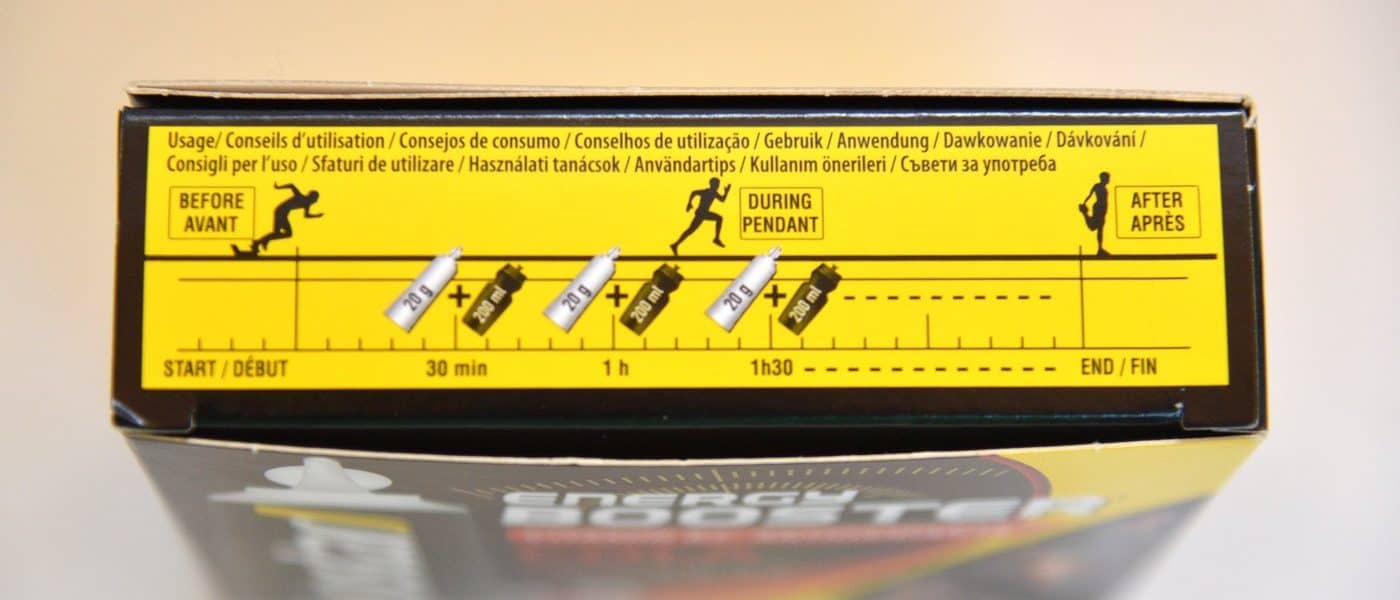 Usage/ Conseils d'utilisation / Consejos de consumo / Conselhos de utilização / Gebruik / Anwendung / Dawkowanie / Dávkování /
Consigli per l'uso / Sfaturi de utilizare / Használati tanácsok / Användartips / Kullanım önerileri / Съвети за употреба
BEFORE
AVANT
DURING
PENDANT
AFTER
APRÈS
20 g + 200 ml 20 g + 200 ml 20 g + 200 ml
START / DÉBUT 30 min 1 h 1h30 END / FIN
ENERGY
BOOSTER